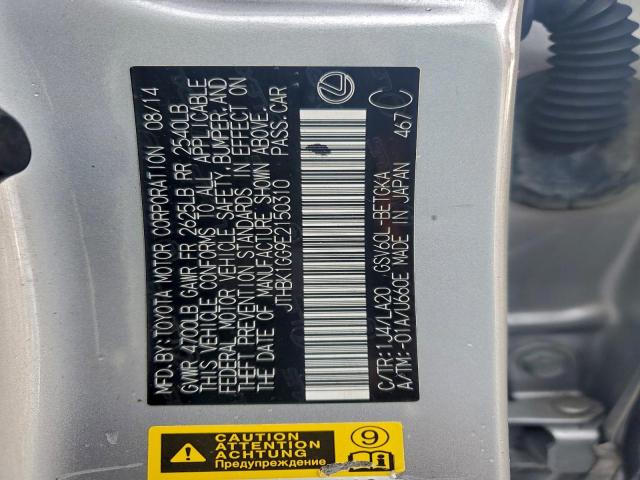 MFD.BY:TOYOTA MOTOR CORPORATION 08/14
GVWR 4700LB GAWR FR 2625LB RR 2540LB
THIS VEHICLE CONFORMS TO ALL APPLICABLE
FEDERAL MOTOR VEHICLE SAFETY, BUMPER, AND
THEFT PREVENTION STANDARDS IN EFFECT ON
THE DATE OF MANUFACTURE SHOWN ABOVE.
JTHBK1GG9E2150310 PASS.CAR
C/TR:1J4/LA20 GSV60L-BETGKA
A/TM:-01A/U660E MADE IN JAPAN 467 C
CAUTION
ATTENTION
ACHTUNG
Предупреждение
9